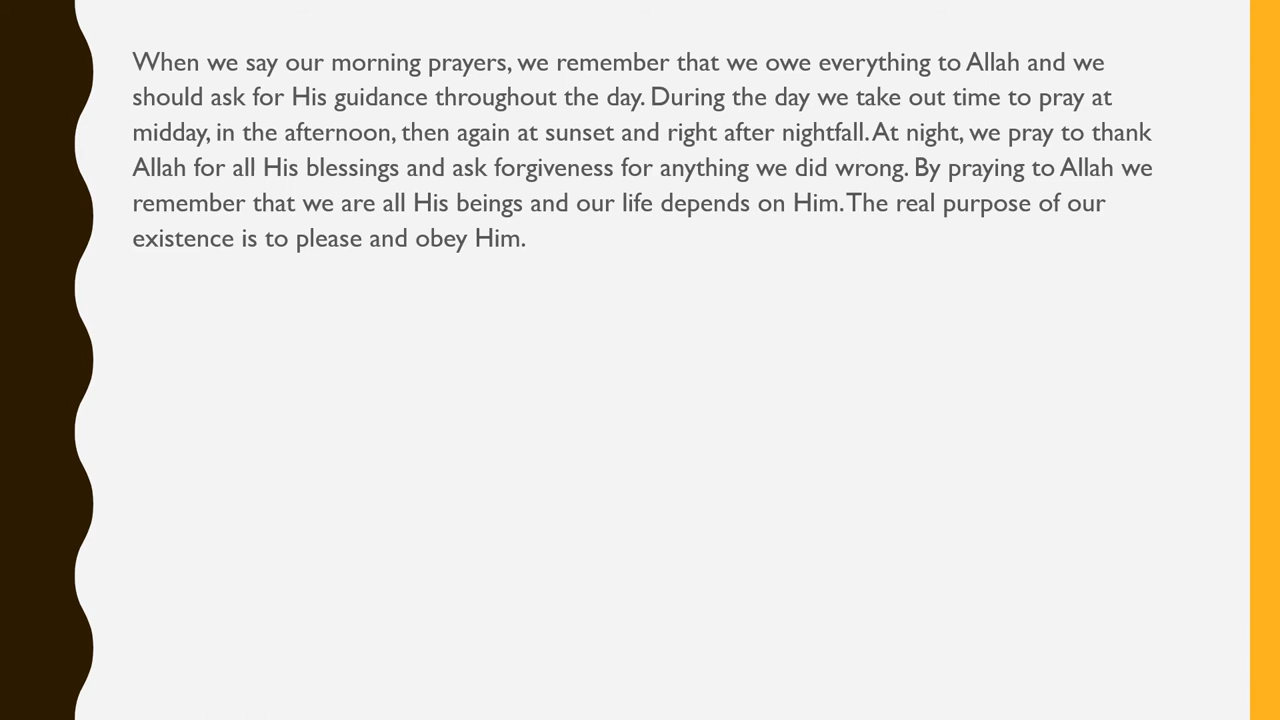 When we say our morning prayers, we remember that we owe everything to Allah and we
should ask for His guidance throughout the day. During the day we take out time to pray at
midday, in the afternoon, then again at sunset and right after nightfall. At night, we pray to thank
Allah for all His blessings and ask forgiveness for anything we did wrong. By praying to Allah we
remember that we are all His beings and our life depends on Him. The real purpose of our
existence is to please and obey Him.